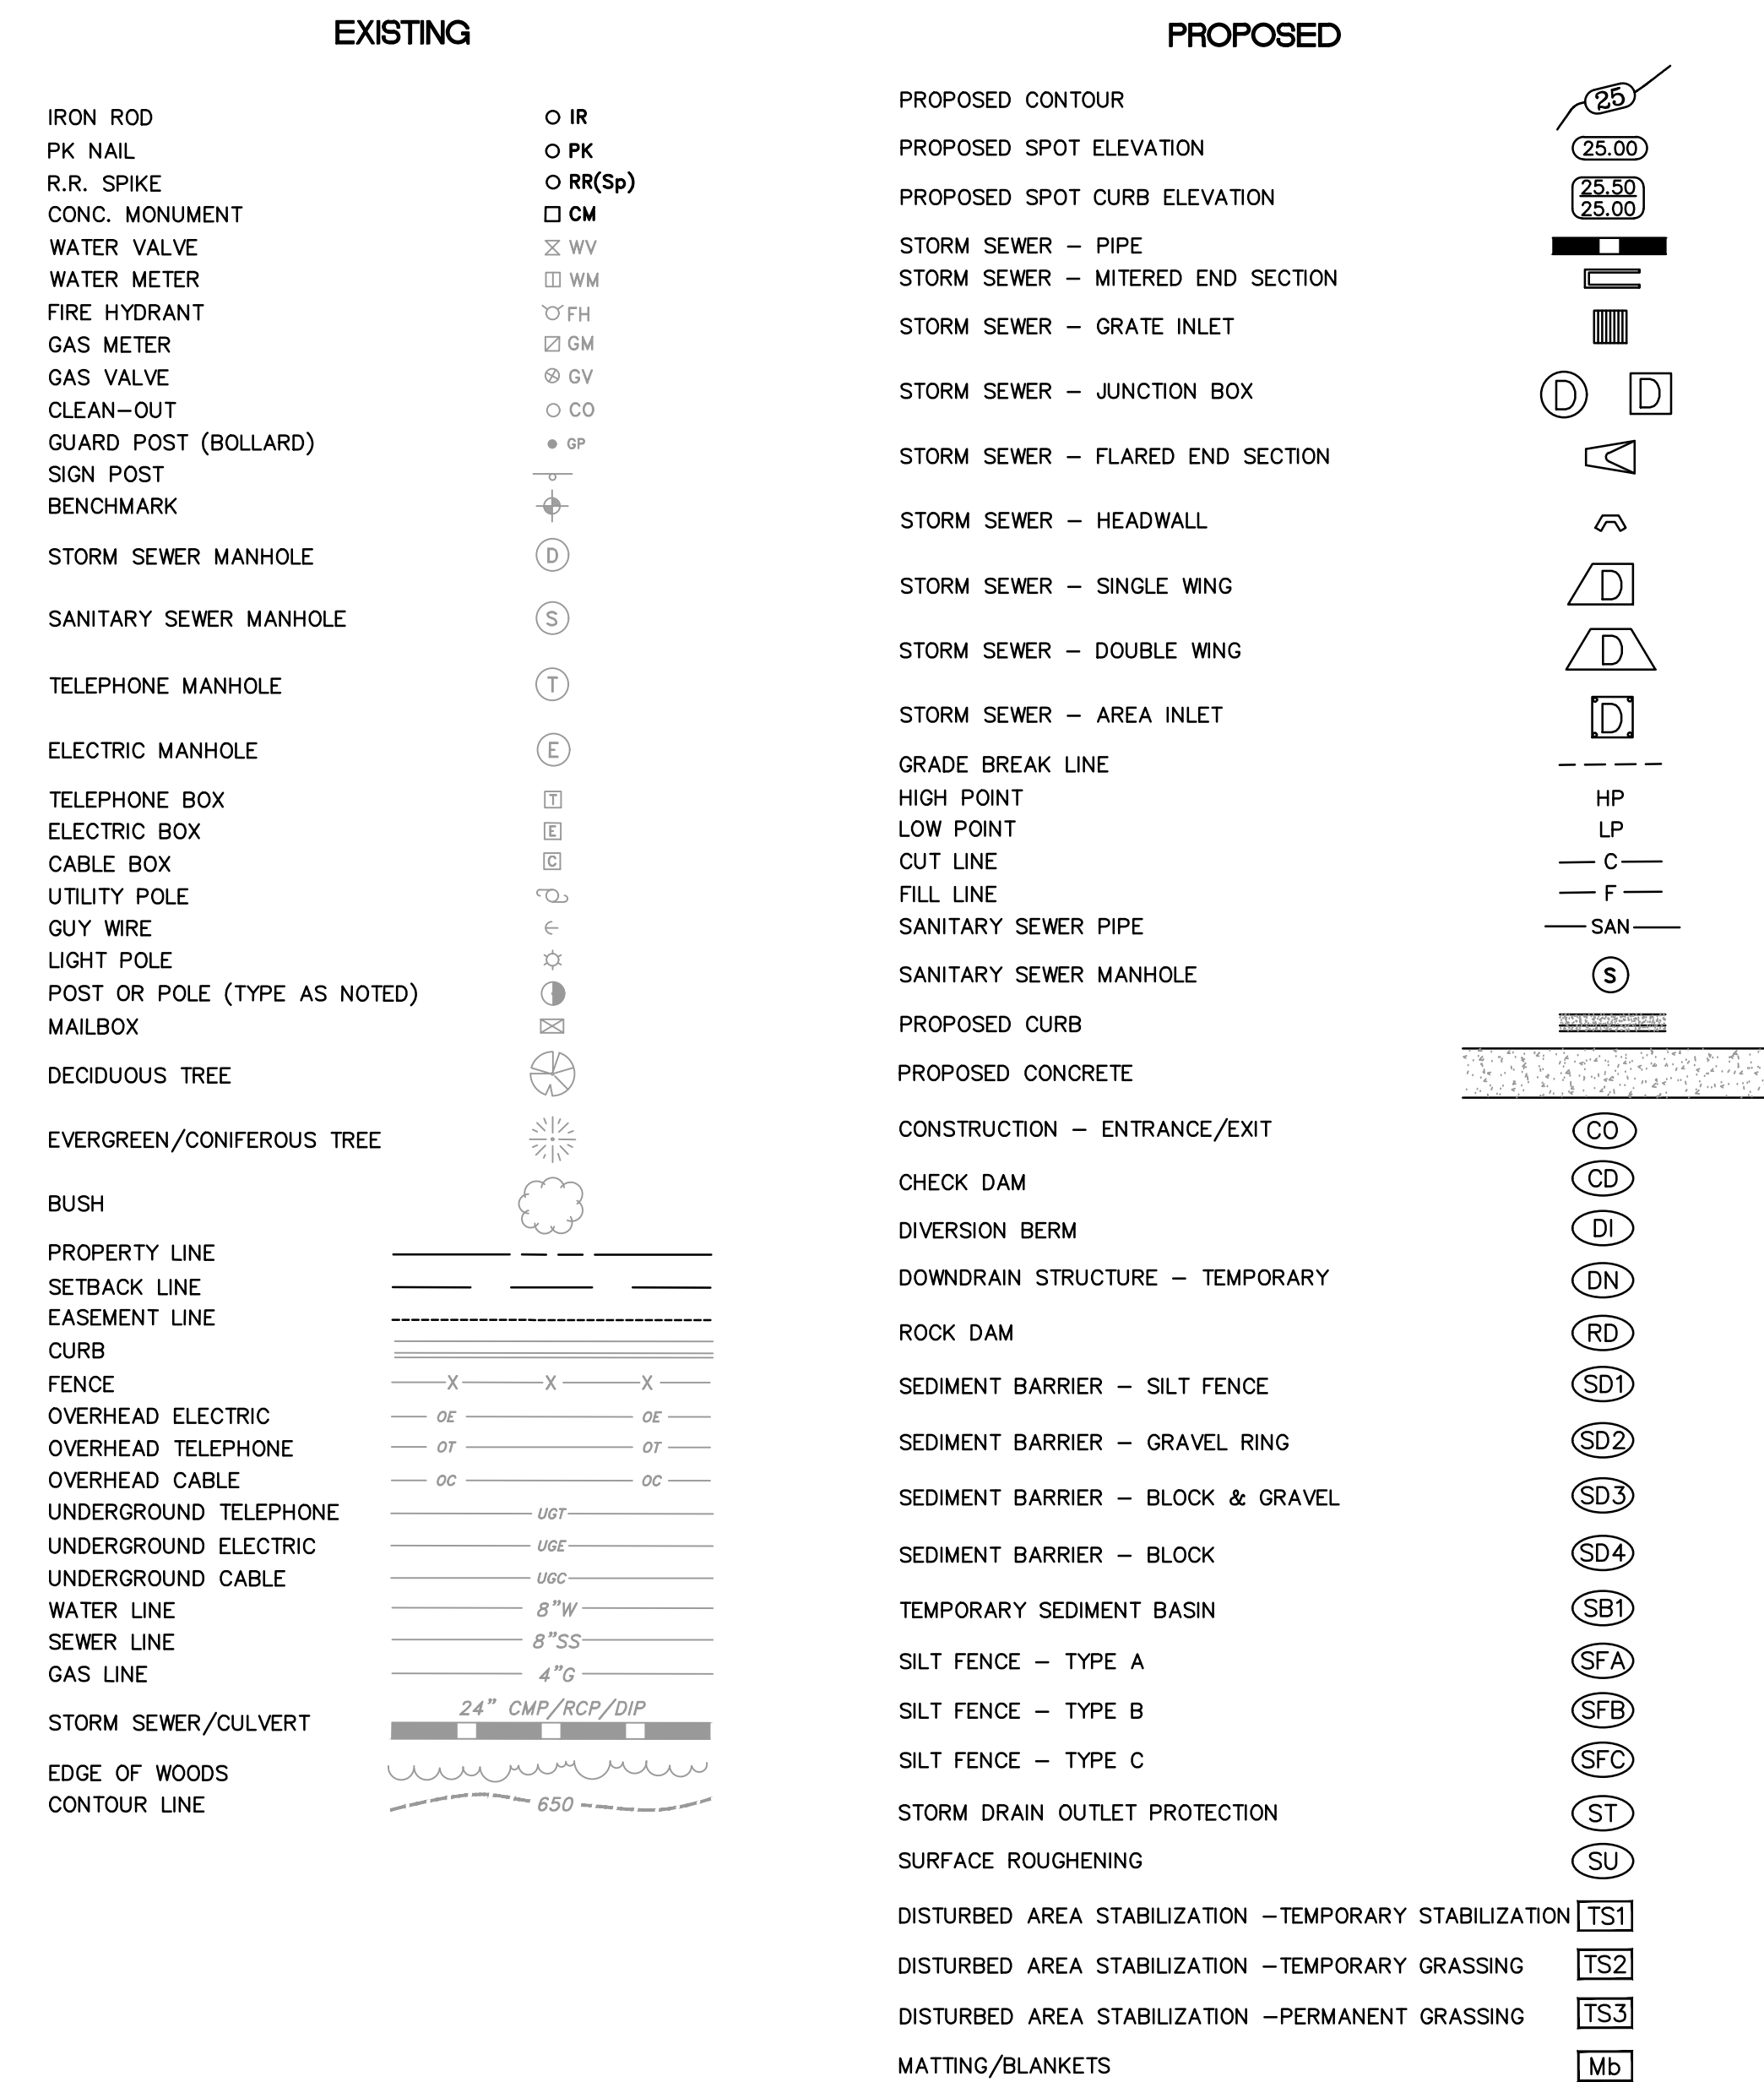 EXISTING
IRON ROD IR
PK NAIL PK
R.R. SPIKE RR(Sp)
CONC. MONUMENT CM
WATER VALVE WV
WATER METER WM
FIRE HYDRANT FH
GAS METER GM
GAS VALVE GV
CLEAN-OUT CO
GUARD POST (BOLLARD) GP
SIGN POST
BENCHMARK
STORM SEWER MANHOLE D
SANITARY SEWER MANHOLE S
TELEPHONE MANHOLE T
ELECTRIC MANHOLE E
TELEPHONE BOX T
ELECTRIC BOX E
CABLE BOX C
UTILITY POLE
GUY WIRE
LIGHT POLE
POST OR POLE (TYPE AS NOTED)
MAILBOX
DECIDUOUS TREE
EVERGREEN/CONIFEROUS TREE
BUSH
PROPERTY LINE
SETBACK LINE
EASEMENT LINE
CURB
FENCE X X X
OVERHEAD ELECTRIC OE OE
OVERHEAD TELEPHONE OT OT
OVERHEAD CABLE OC OC
UNDERGROUND TELEPHONE UGT
UNDERGROUND ELECTRIC UGE
UNDERGROUND CABLE UGC
WATER LINE 8"W
SEWER LINE 8"SS
GAS LINE 4"G
24" CMP/RCP/DIP
STORM SEWER/CULVERT
EDGE OF WOODS
CONTOUR LINE 650
PROPOSED
PROPOSED CONTOUR 25
PROPOSED SPOT ELEVATION 25.00
PROPOSED SPOT CURB ELEVATION 25.50
25.00
STORM SEWER – PIPE
STORM SEWER – MITERED END SECTION
STORM SEWER – GRATE INLET
STORM SEWER – JUNCTION BOX D D
STORM SEWER – FLARED END SECTION
STORM SEWER – HEADWALL
STORM SEWER – SINGLE WING D
STORM SEWER – DOUBLE WING D
STORM SEWER – AREA INLET D
GRADE BREAK LINE
HIGH POINT HP
LOW POINT LP
CUT LINE C
FILL LINE F
SANITARY SEWER PIPE SAN
SANITARY SEWER MANHOLE S
PROPOSED CURB
PROPOSED CONCRETE
CONSTRUCTION – ENTRANCE/EXIT CO
CHECK DAM CD
DIVERSION BERM DI
DOWNDRAIN STRUCTURE – TEMPORARY DN
ROCK DAM RD
SEDIMENT BARRIER – SILT FENCE SD1
SEDIMENT BARRIER – GRAVEL RING SD2
SEDIMENT BARRIER – BLOCK & GRAVEL SD3
SEDIMENT BARRIER – BLOCK SD4
TEMPORARY SEDIMENT BASIN SB1
SILT FENCE – TYPE A SFA
SILT FENCE – TYPE B SFB
SILT FENCE – TYPE C SFC
STORM DRAIN OUTLET PROTECTION ST
SURFACE ROUGHENING SU
DISTURBED AREA STABILIZATION –TEMPORARY STABILIZATION TS1
DISTURBED AREA STABILIZATION –TEMPORARY GRASSING TS2
DISTURBED AREA STABILIZATION –PERMANENT GRASSING TS3
MATTING/BLANKETS Mb